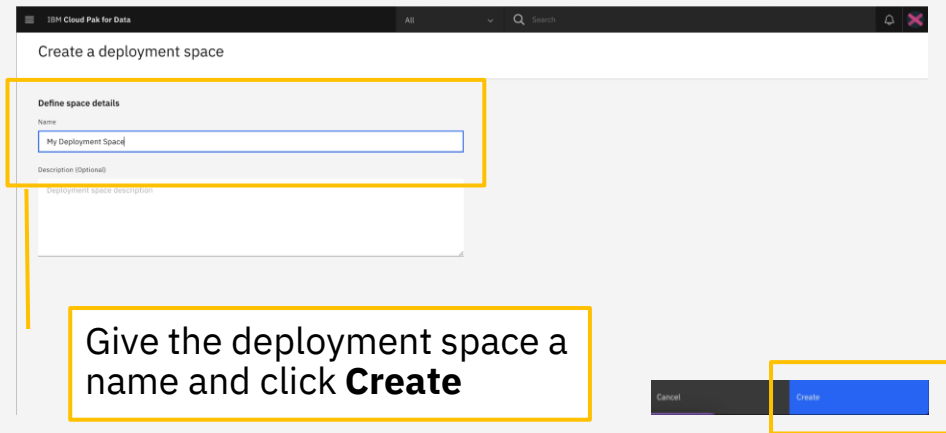 IBM Cloud Pak for Data
All
Search
Create a deployment space
Define space details
Name
My Deployment Space
Description (Optional)
Deployment space description
Give the deployment space a
name and click Create
Cancel
Create